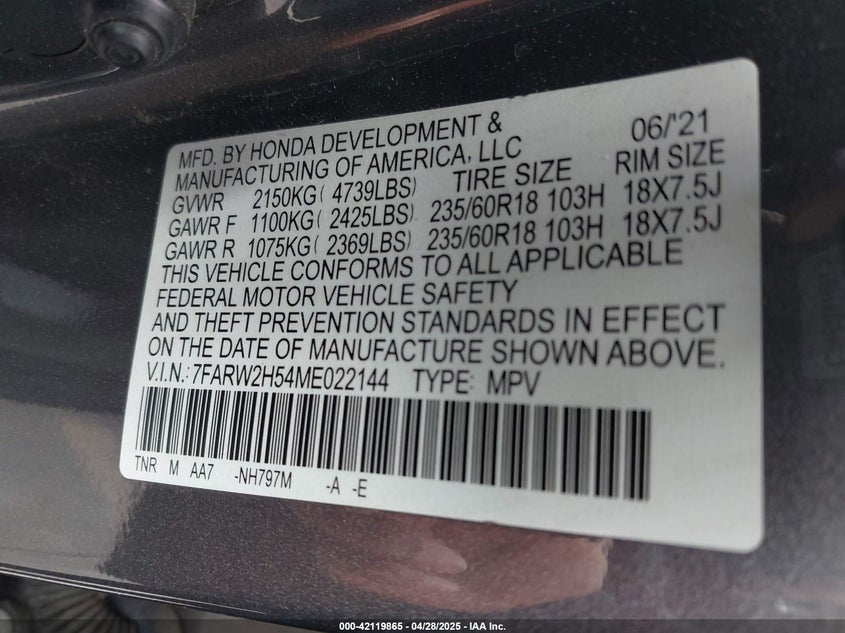 MFD. BY HONDA DEVELOPMENT & 06/'21
MANUFACTURING OF AMERICA, LLC
GVWR 2150KG( 4739LBS) TIRE SIZE RIM SIZE
GAWR F 1100KG( 2425LBS) 235/60R18 103H 18X7.5J
GAWR R 1075KG( 2369LBS) 235/60R18 103H 18X7.5J
THIS VEHICLE CONFORMS TO ALL APPLICABLE
FEDERAL MOTOR VEHICLE SAFETY
AND THEFT PREVENTION STANDARDS IN EFFECT
ON THE DATE OF MANUFACTURE SHOWN ABOVE.
V.I.N.: 7FARW2H54ME022144 TYPE: MPV
TNR M AA7 -NH797M -A -E
000-42119865 - 04/28/2025 - IAA Inc.